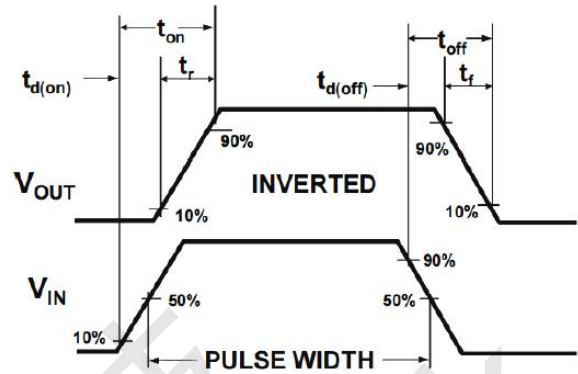 ton
toff
td(on)
tr
td(off)
tf
90%
90%
VOUT
INVERTED
10%
10%
VIN
90%
50%
50%
10%
PULSE WIDTH